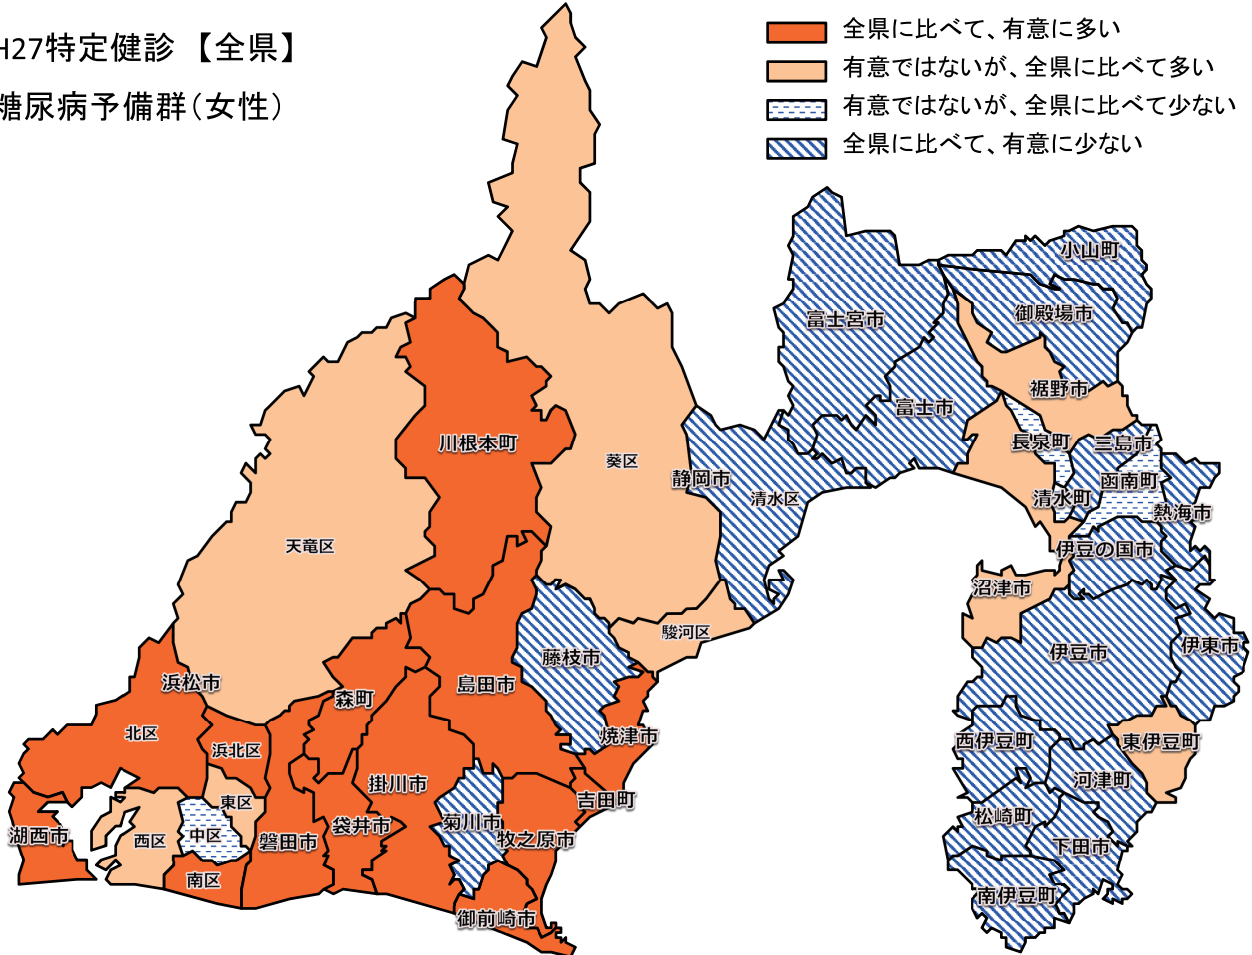 H27特定健診 【全県】
糖尿病予備群(女性)
全県に比べて、有意に多い
有意ではないが、全県に比べて多い
有意ではないが、全県に比べて少ない
全県に比べて、有意に少ない
小山町
御殿場市
富士宮市
裾野市
富士市
川根本町
長泉町
三島市
葵区
静岡市
函南町
清水区
清水町
熱海市
天竜区
伊豆の国市
沼津市
駿河区
伊東市
藤枝市
伊豆市
浜松市
島田市
森町
北区
焼津市
西伊豆町
東伊豆町
浜北区
掛川市
河津町
東区
吉田町
菊川市
松崎町
湖西市
西区
中区
磐田市
袋井市
牧之原市
下田市
南区
南伊豆町
御前崎市